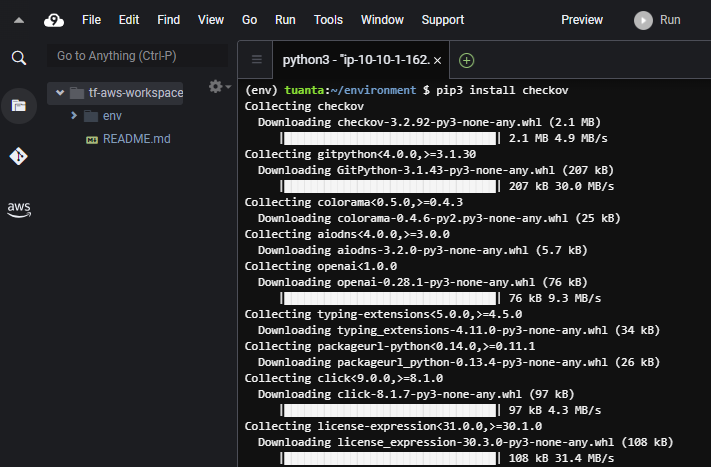 9 File Edit Find View Go Run Tools Window Support Preview Run
Go to Anything (Ctrl-P)
tf-aws-workspace
env
README.md
aws
python3 - "ip-10-10-1-162. ×
(env) tuanta:~/environment $ pip3 install checkov
Collecting checkov
Downloading checkov-3.2.92-py3-none-any.whl (2.1 MB)
|████████████████████████████████| 2.1 MB 4.9 MB/s
Collecting gitpython<4.0.0,>=3.1.30
Downloading GitPython-3.1.43-py3-none-any.whl (207 kB)
|████████████████████████████████| 207 kB 30.0 MB/s
Collecting colorama<0.5.0,>=0.4.3
Downloading colorama-0.4.6-py2.py3-none-any.whl (25 kB)
Collecting aiodns<4.0.0,>=3.0.0
Downloading aiodns-3.2.0-py3-none-any.whl (5.7 kB)
Collecting openai<1.0.0
Downloading openai-0.28.1-py3-none-any.whl (76 kB)
|████████████████████████████████| 76 kB 9.3 MB/s
Collecting typing-extensions<5.0.0,>=4.5.0
Downloading typing_extensions-4.11.0-py3-none-any.whl (34 kB)
Collecting packageurl-python<0.14.0,>=0.11.1
Downloading packageurl_python-0.13.4-py3-none-any.whl (26 kB)
Collecting click<9.0.0,>=8.1.0
Downloading click-8.1.7-py3-none-any.whl (97 kB)
|████████████████████████████████| 97 kB 4.3 MB/s
Collecting license-expression<31.0.0,>=30.1.0
Downloading license_expression-30.3.0-py3-none-any.whl (108 kB)
|████████████████████████████████| 108 kB 31.4 MB/s